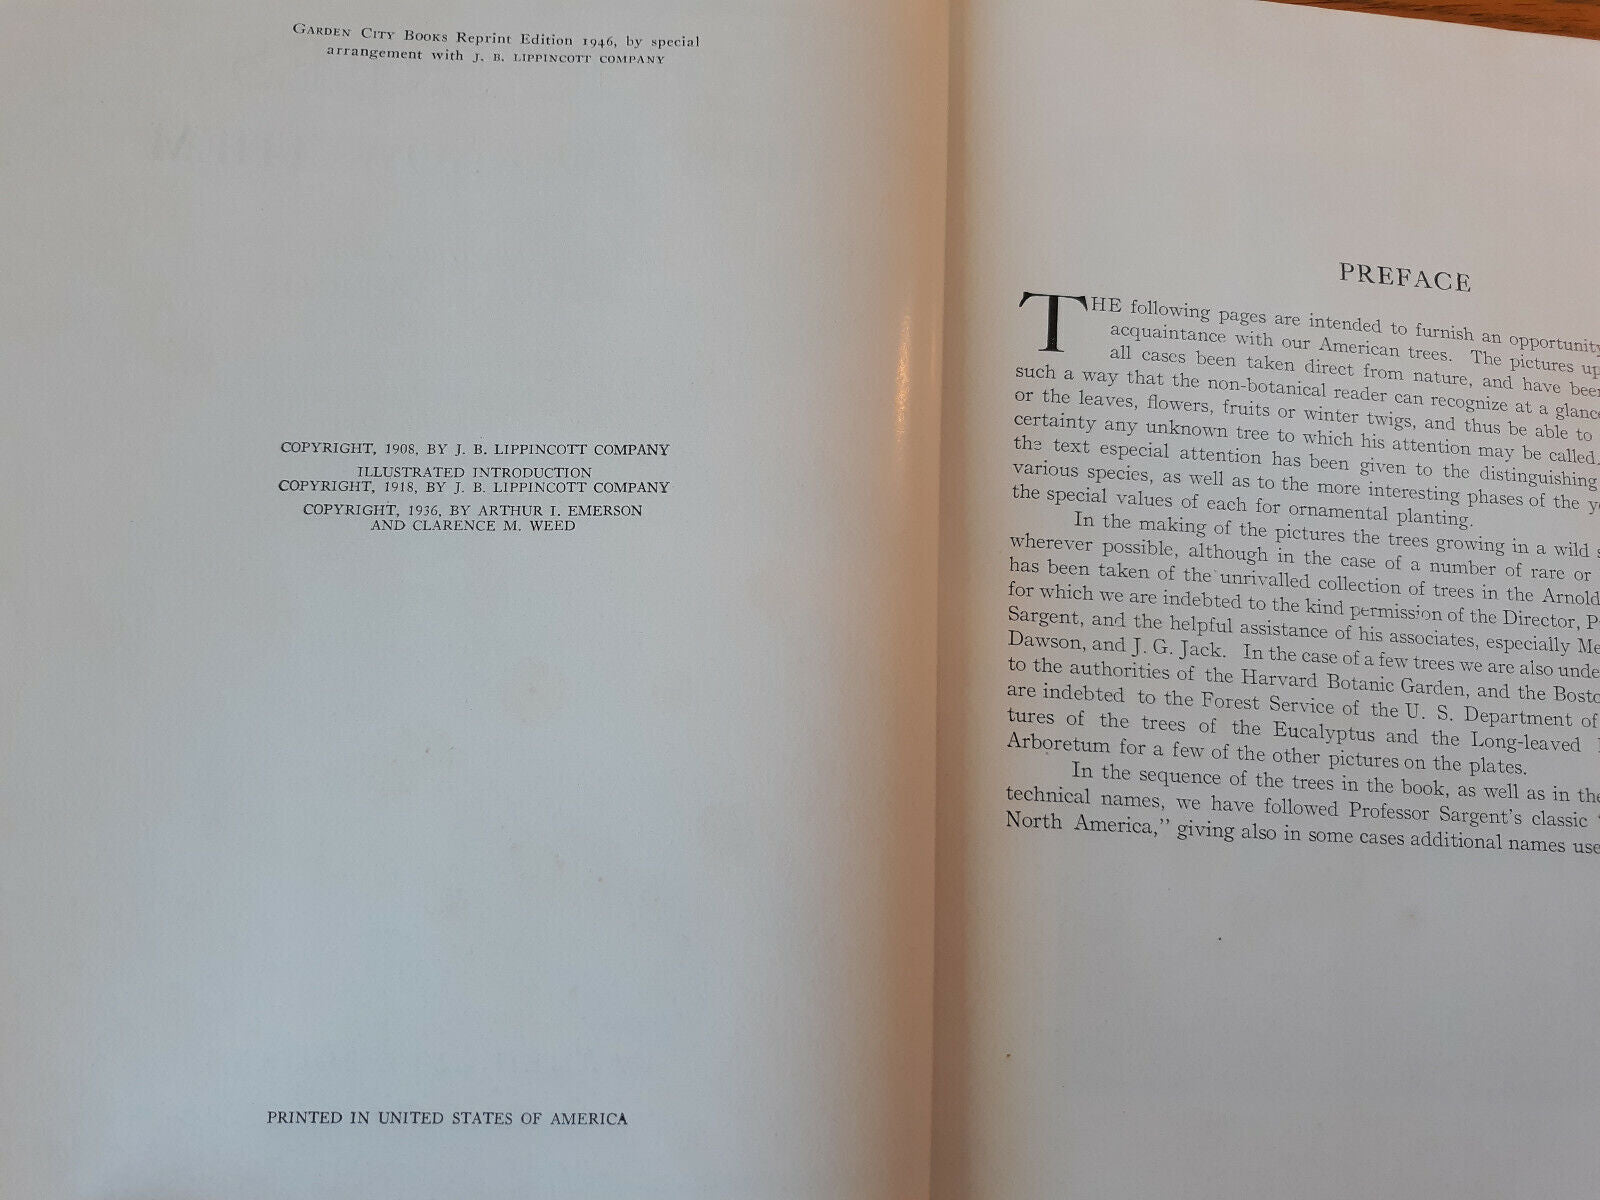 GARDEN CITY BOOKS Reprint Edition 1946, by special
arrangement with J. B. LIPPINCOTT COMPANY
COPYRIGHT, 1908, BY J. B. LIPPINCOTT COMPANY
ILLUSTRATED INTRODUCTION
COPYRIGHT, 1918, BY J. B. LIPPINCOTT COMPANY
COPYRIGHT, 1936, BY ARTHUR I. EMERSON
AND CLARENCE M. WEED
PRINTED IN UNITED STATES OF AMERICA
PREFACE
THE following pages are intended to furnish an opportunity
acquaintance with our American trees. The pictures up
all cases been taken direct from nature, and have been
such a way that the non-botanical reader can recognize at a glance
or the leaves, flowers, fruits or winter twigs, and thus be able to
certainty any unknown tree to which his attention may be called.
the text especial attention has been given to the distinguishing
various species, as well as to the more interesting phases of the y
the special values of each for ornamental planting.
In the making of the pictures the trees growing in a wild s
wherever possible, although in the case of a number of rare or
has been taken of the unrivalled collection of trees in the Arnold
for which we are indebted to the kind permission of the Director, P
Sargent, and the helpful assistance of his associates, especially Me
Dawson, and J. G. Jack. In the case of a few trees we are also unde
to the authorities of the Harvard Botanic Garden, and the Bosto
are indebted to the Forest Service of the U. S. Department of
tures of the trees of the Eucalyptus and the Long-leaved
Arboretum for a few of the other pictures on the plates.
In the sequence of the trees in the book, as well as in the
technical names, we have followed Professor Sargent's classic "
North America," giving also in some cases additional names use